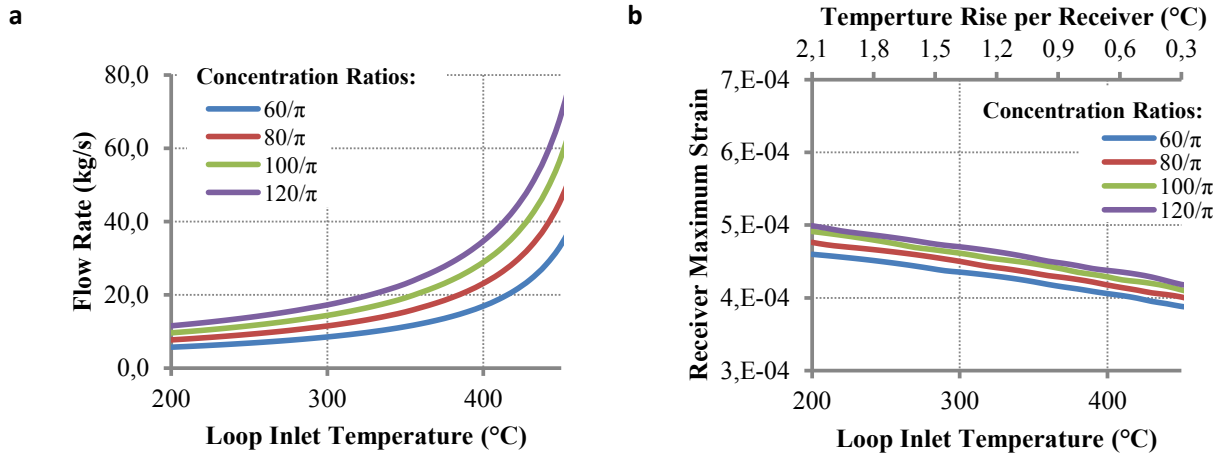 a
80,0
60,0
40,0
20,0
0,0
Flow Rate (kg/s)
Concentration Ratios:
60/π
80/π
100/π
120/π
200
300
400
Loop Inlet Temperature (°C)
b
Temperture Rise per Receiver (°C)
2,1
1,8
1,5
1,2
0,9
0,6
0,3
7,E-04
6,E-04
5,E-04
4,E-04
3,E-04
Receiver Maximum Strain
Concentration Ratios:
60/π
80/π
100/π
120/π
200
300
400
Loop Inlet Temperature (°C)